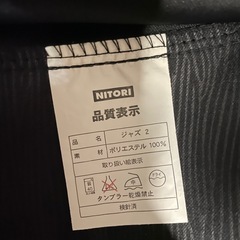 NITORI
品質表示
品名 ジャズ 2
素材 ポリエステル 100%
取り扱い絵表示
タンブラー乾燥禁止
検針済